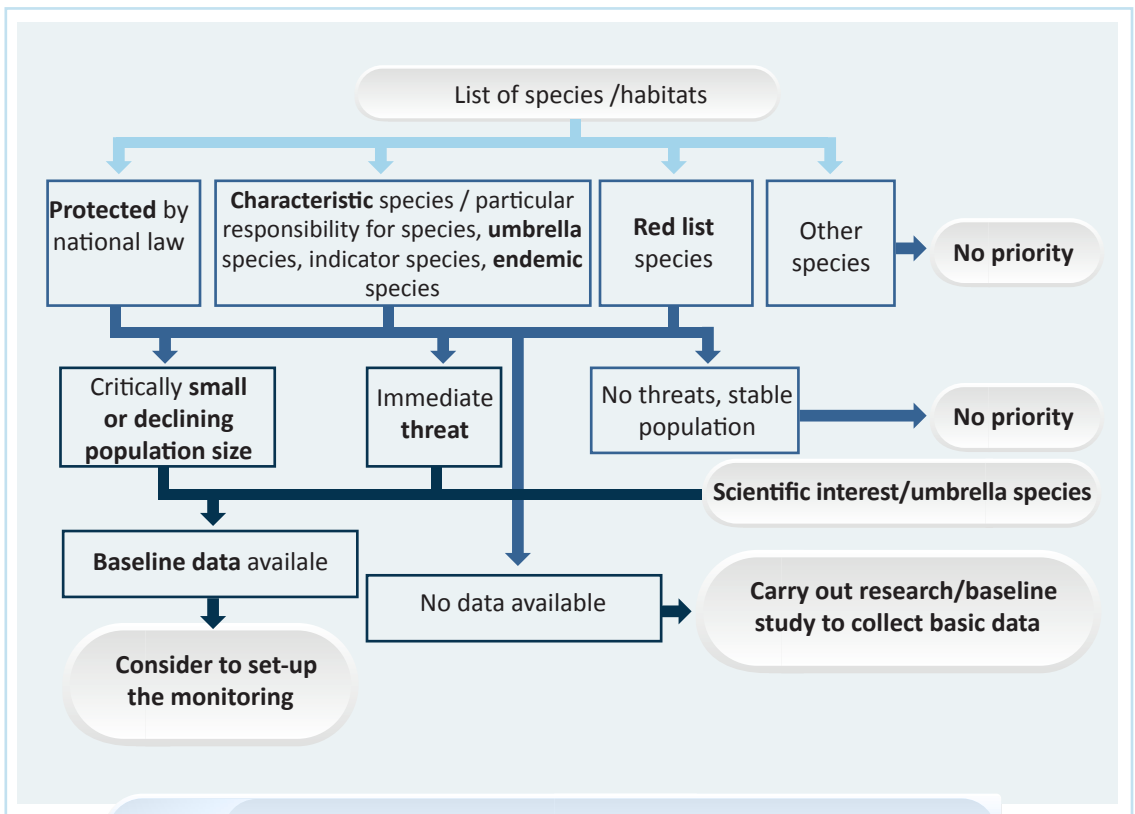 List of species /habitats
Protected by
national law
Characteristic species / particular
responsibility for species, umbrella
species, indicator species, endemic
species
Red list
species
Other
species
No priority
Critically small
or declining
population size
Immediate
threat
No threats, stable
population
No priority
Scientific interest/umbrella species
Baseline data availale
No data available
Carry out research/baseline
study to collect basic data
Consider to set-up
the monitoring